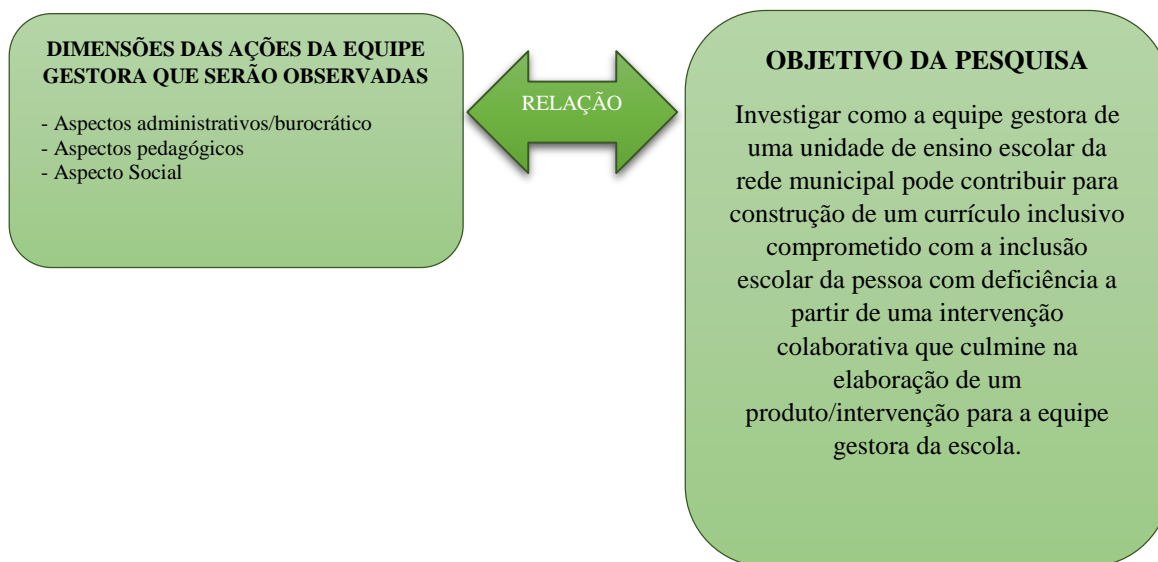 DIMENSÕES DAS AÇÕES DA EQUIPE
GESTORA QUE SERÃO OBSERVADAS
- Aspectos administrativos/burocrático
- Aspectos pedagógicos
- Aspecto Social
RELAÇÃO
OBJETIVO DA PESQUISA
Investigar como a equipe gestora de
uma unidade de ensino escolar da
rede municipal pode contribuir para
construção de um currículo inclusivo
comprometido com a inclusão
escolar da pessoa com deficiência a
partir de uma intervenção
colaborativa que culmine na
elaboração de um
produto/intervenção para a equipe
gestora da escola.